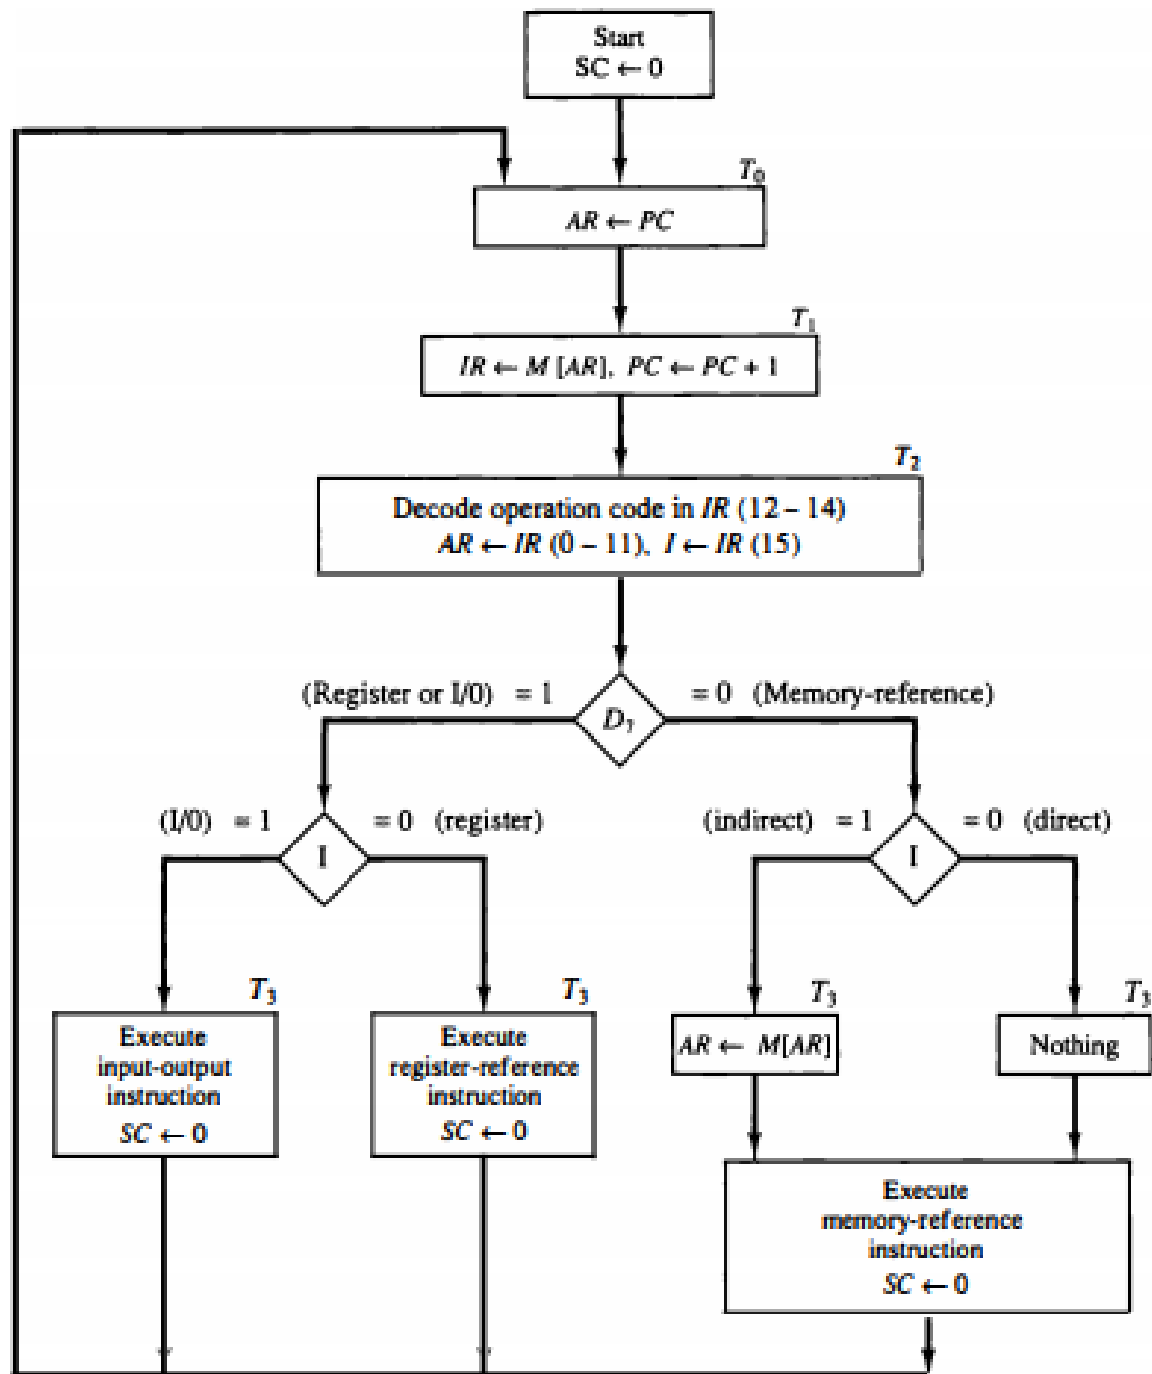 Start
SC ← 0
T₀
AR ← PC
T₁
IR ← M [AR], PC ← PC + 1
T₂
Decode operation code in IR (12 – 14)
AR ← IR (0 – 11), I ← IR (15)
(Register or I/0) = 1
D₇
= 0 (Memory-reference)
(I/0) = 1
I
= 0 (register)
(indirect) = 1
I
= 0 (direct)
T₃
Execute
input-output
instruction
SC ← 0
T₃
Execute
register-reference
instruction
SC ← 0
T₃
AR ← M[AR]
T₃
Nothing
Execute
memory-reference
instruction
SC ← 0